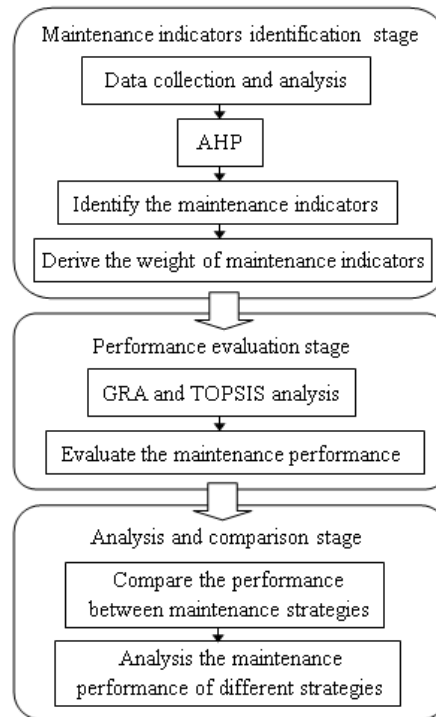 Maintenance indicators identification stage
Data collection and analysis
AHP
Identify the maintenance indicators
Derive the weight of maintenance indicators
Performance evaluation stage
GRA and TOPSIS analysis
Evaluate the maintenance performance
Analysis and comparison stage
Compare the performance
between maintenance strategies
Analysis the maintenance
performance of different strategies